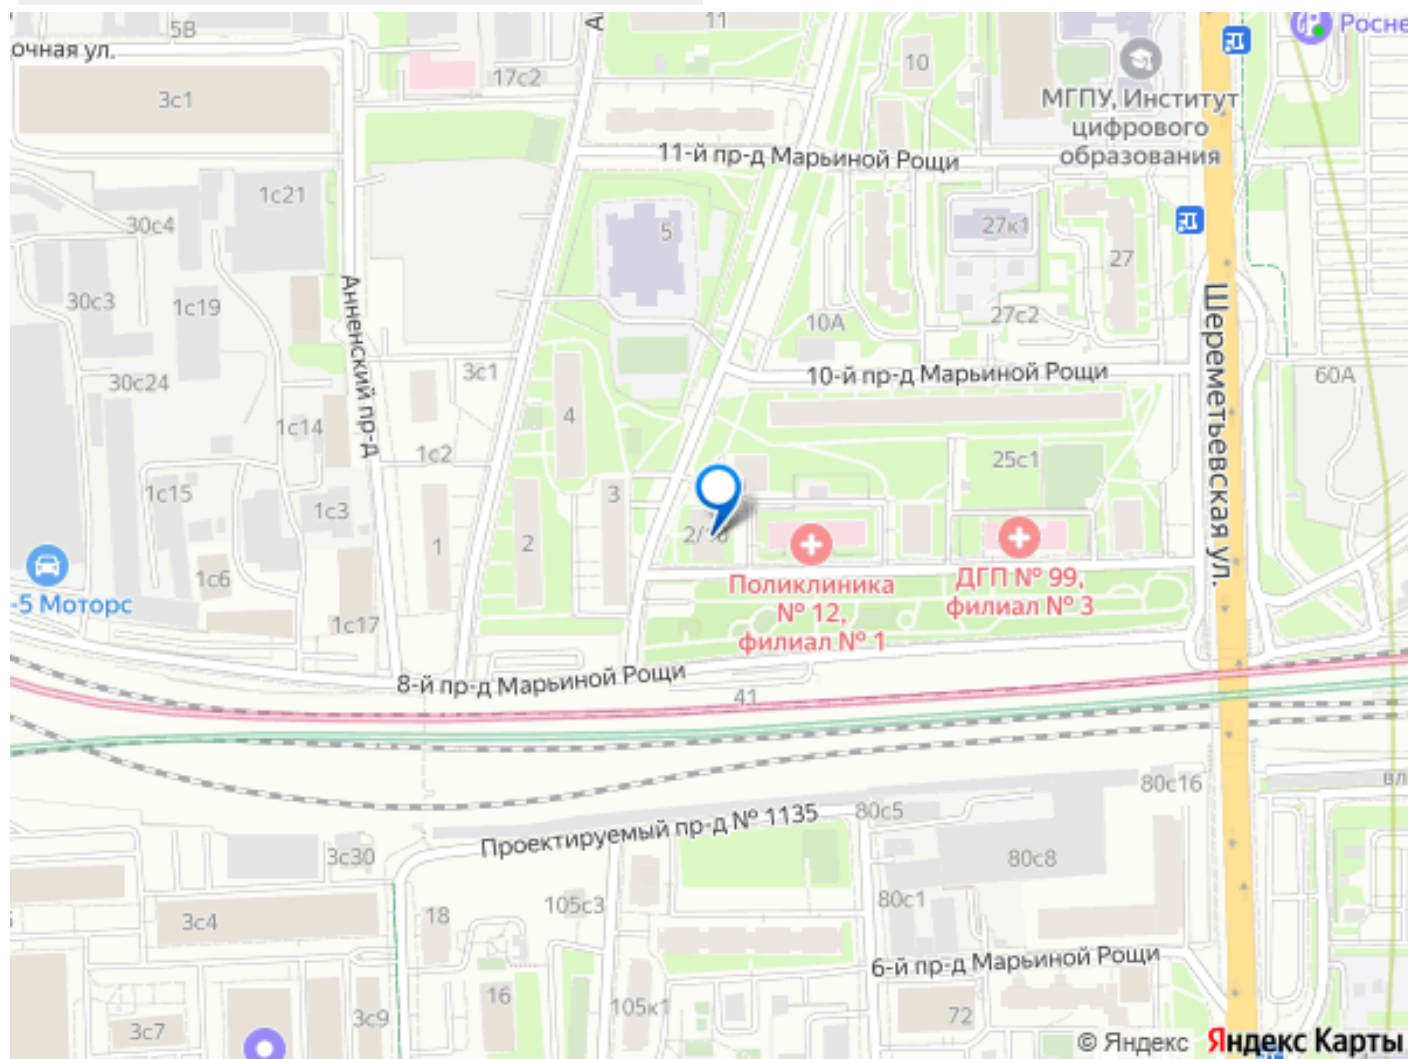 11
5В
очная ул.
Росне
10
17с2
3с1
МГПУ, Институт
цифрового
образования
11-й пр-д Марьиной Рощи
1с21
30с4
5
27к1
27
30с3
1с19
Анненский пр-д
Шереметьевская ул.
10А
27с2
3с1
10-й пр-д Марьиной Рощи
60А
30с24
4
1с14
1с2
25с1
1с15
3
1с3
2/
1
2
1с6
-5 Моторс
Поликлиника
№ 12,
филиал № 1
ДГП № 99,
филиал № 3
1с17
8-й пр-д Марьиной Рощи
41
80с16
вл
Проектируемый пр-д № 1135
80с5
3с30
80с8
18
105с3
80с1
3с4
6-й пр-д Марьиной Рощи
16
105к1
72
3с7
3с9
© Яндекс Яндекс Карты